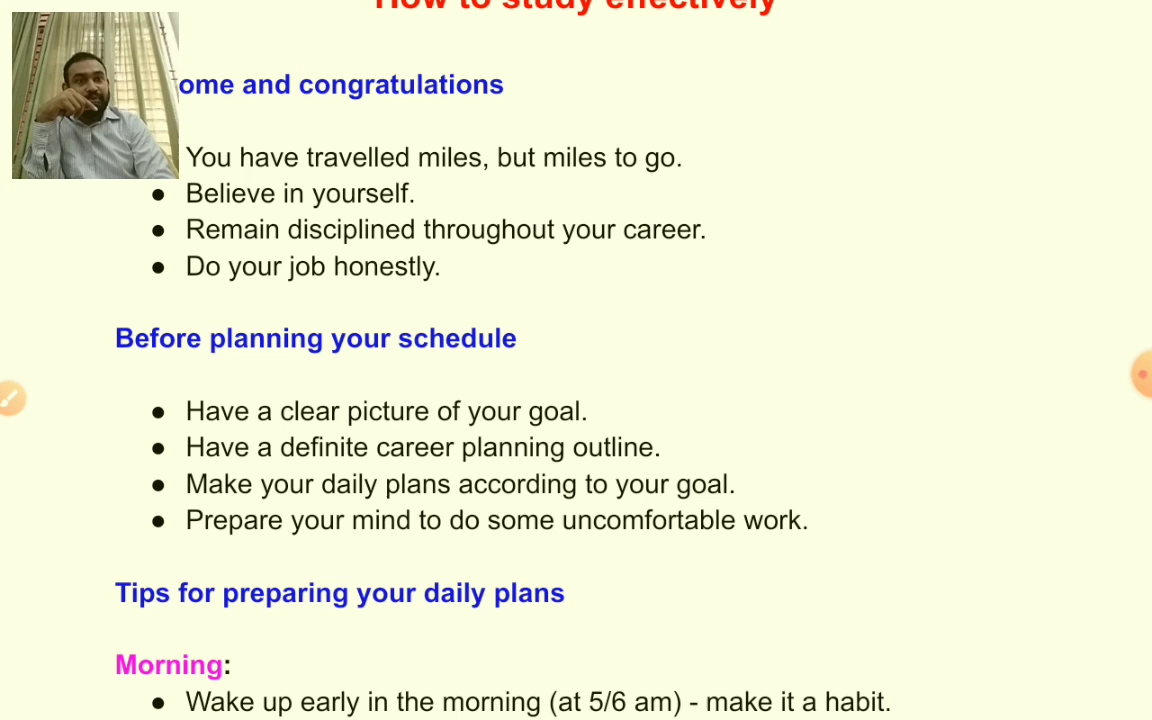 How to study effectively
ome and congratulations
You have travelled miles, but miles to go.
● Believe in yourself.
● Remain disciplined throughout your career.
● Do your job honestly.
Before planning your schedule
● Have a clear picture of your goal.
● Have a definite career planning outline.
● Make your daily plans according to your goal.
● Prepare your mind to do some uncomfortable work.
Tips for preparing your daily plans
Morning:
● Wake up early in the morning (at 5/6 am) - make it a habit.